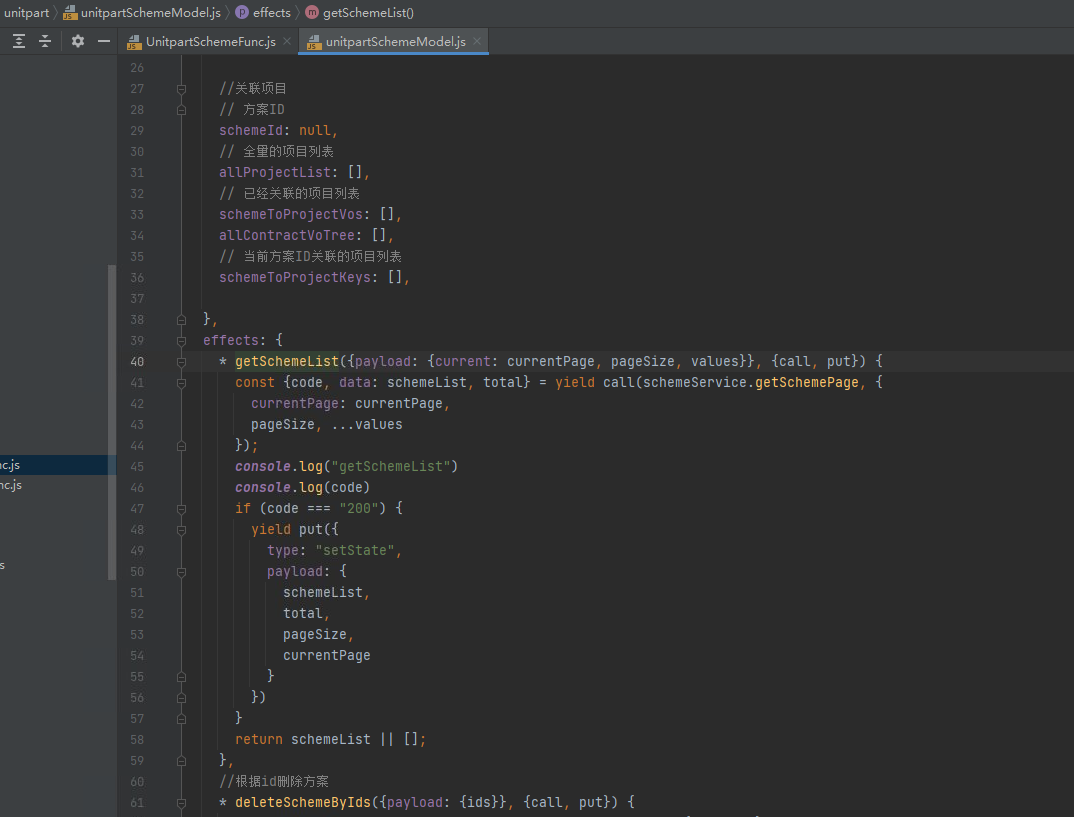 unitpart unitpartSchemeModel.js effects getSchemeList()
UnitpartSchemeFunc.js unitpartSchemeModel.js
26
27 //关联项目
28 // 方案ID
29 schemeId: null,
30 // 全量的项目列表
31 allProjectList: [],
32 // 已经关联的项目列表
33 schemeToProjectVos: [],
34 allContractVoTree: [],
35 // 当前方案ID关联的项目列表
36 schemeToProjectKeys: [],
37
38 },
39 effects: {
40 * getSchemeList({payload: {current: currentPage, pageSize, values}}, {call, put}) {
41 const {code, data: schemeList, total} = yield call(schemeService.getSchemePage, {
42 currentPage: currentPage,
43 pageSize, ...values
44 });
45 console.log("getSchemeList")
nc.js
46 console.log(code)
nc.js
47 if (code === "200") {
48 yield put({
49 type: "setState",
50 payload: {
s
51 schemeList,
52 total,
53 pageSize,
54 currentPage
55 }
56 })
57 }
58 return schemeList || [];
59 },
60 //根据id删除方案
61 * deleteSchemeByIds({payload: {ids}}, {call, put}) {